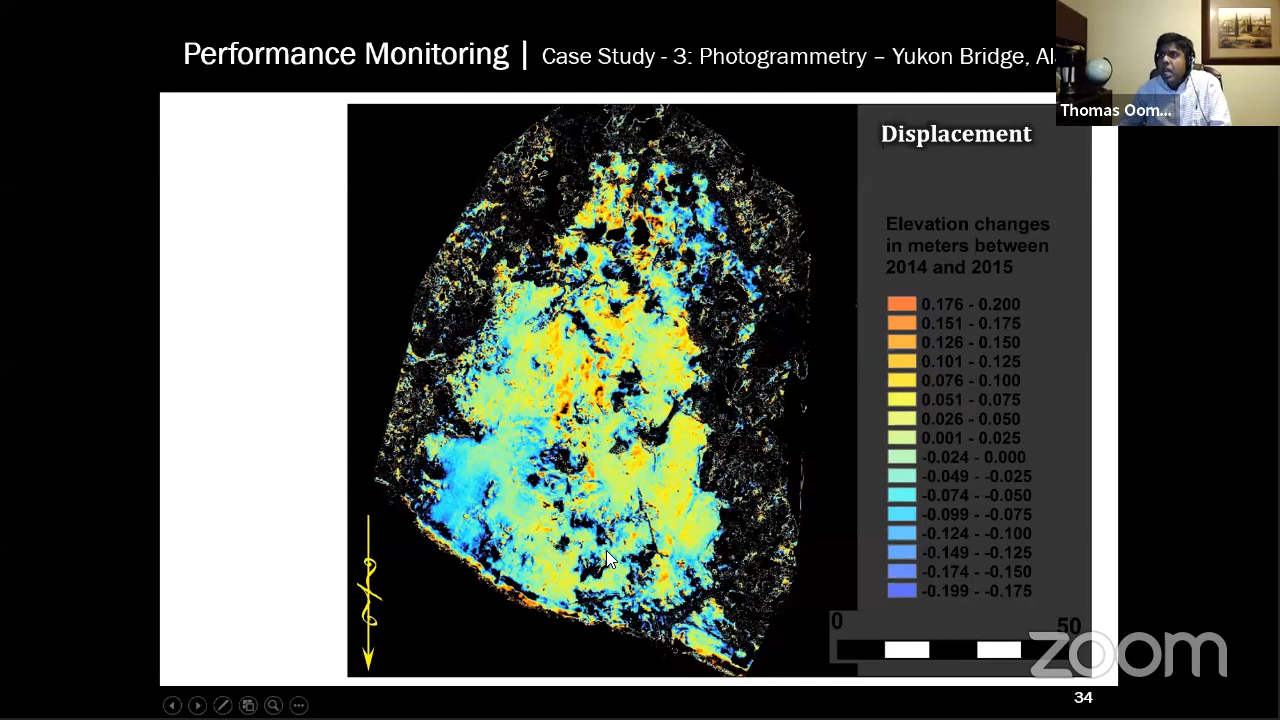 Performance Monitoring | Case Study - 3: Photogrammetry – Yukon Bridge, Al
Thomas Oom...
Displacement
Elevation changes
in meters between
2014 and 2015
0.176 - 0.200
0.151 - 0.175
0.126 - 0.150
0.101 - 0.125
0.076 - 0.100
0.051 - 0.075
0.026 - 0.050
0.001 - 0.025
-0.024 - 0.000
-0.049 - -0.025
-0.074 - -0.050
-0.099 - -0.075
-0.124 - -0.100
-0.149 - -0.125
-0.174 - -0.150
-0.199 - -0.175
0 50
zoom
34